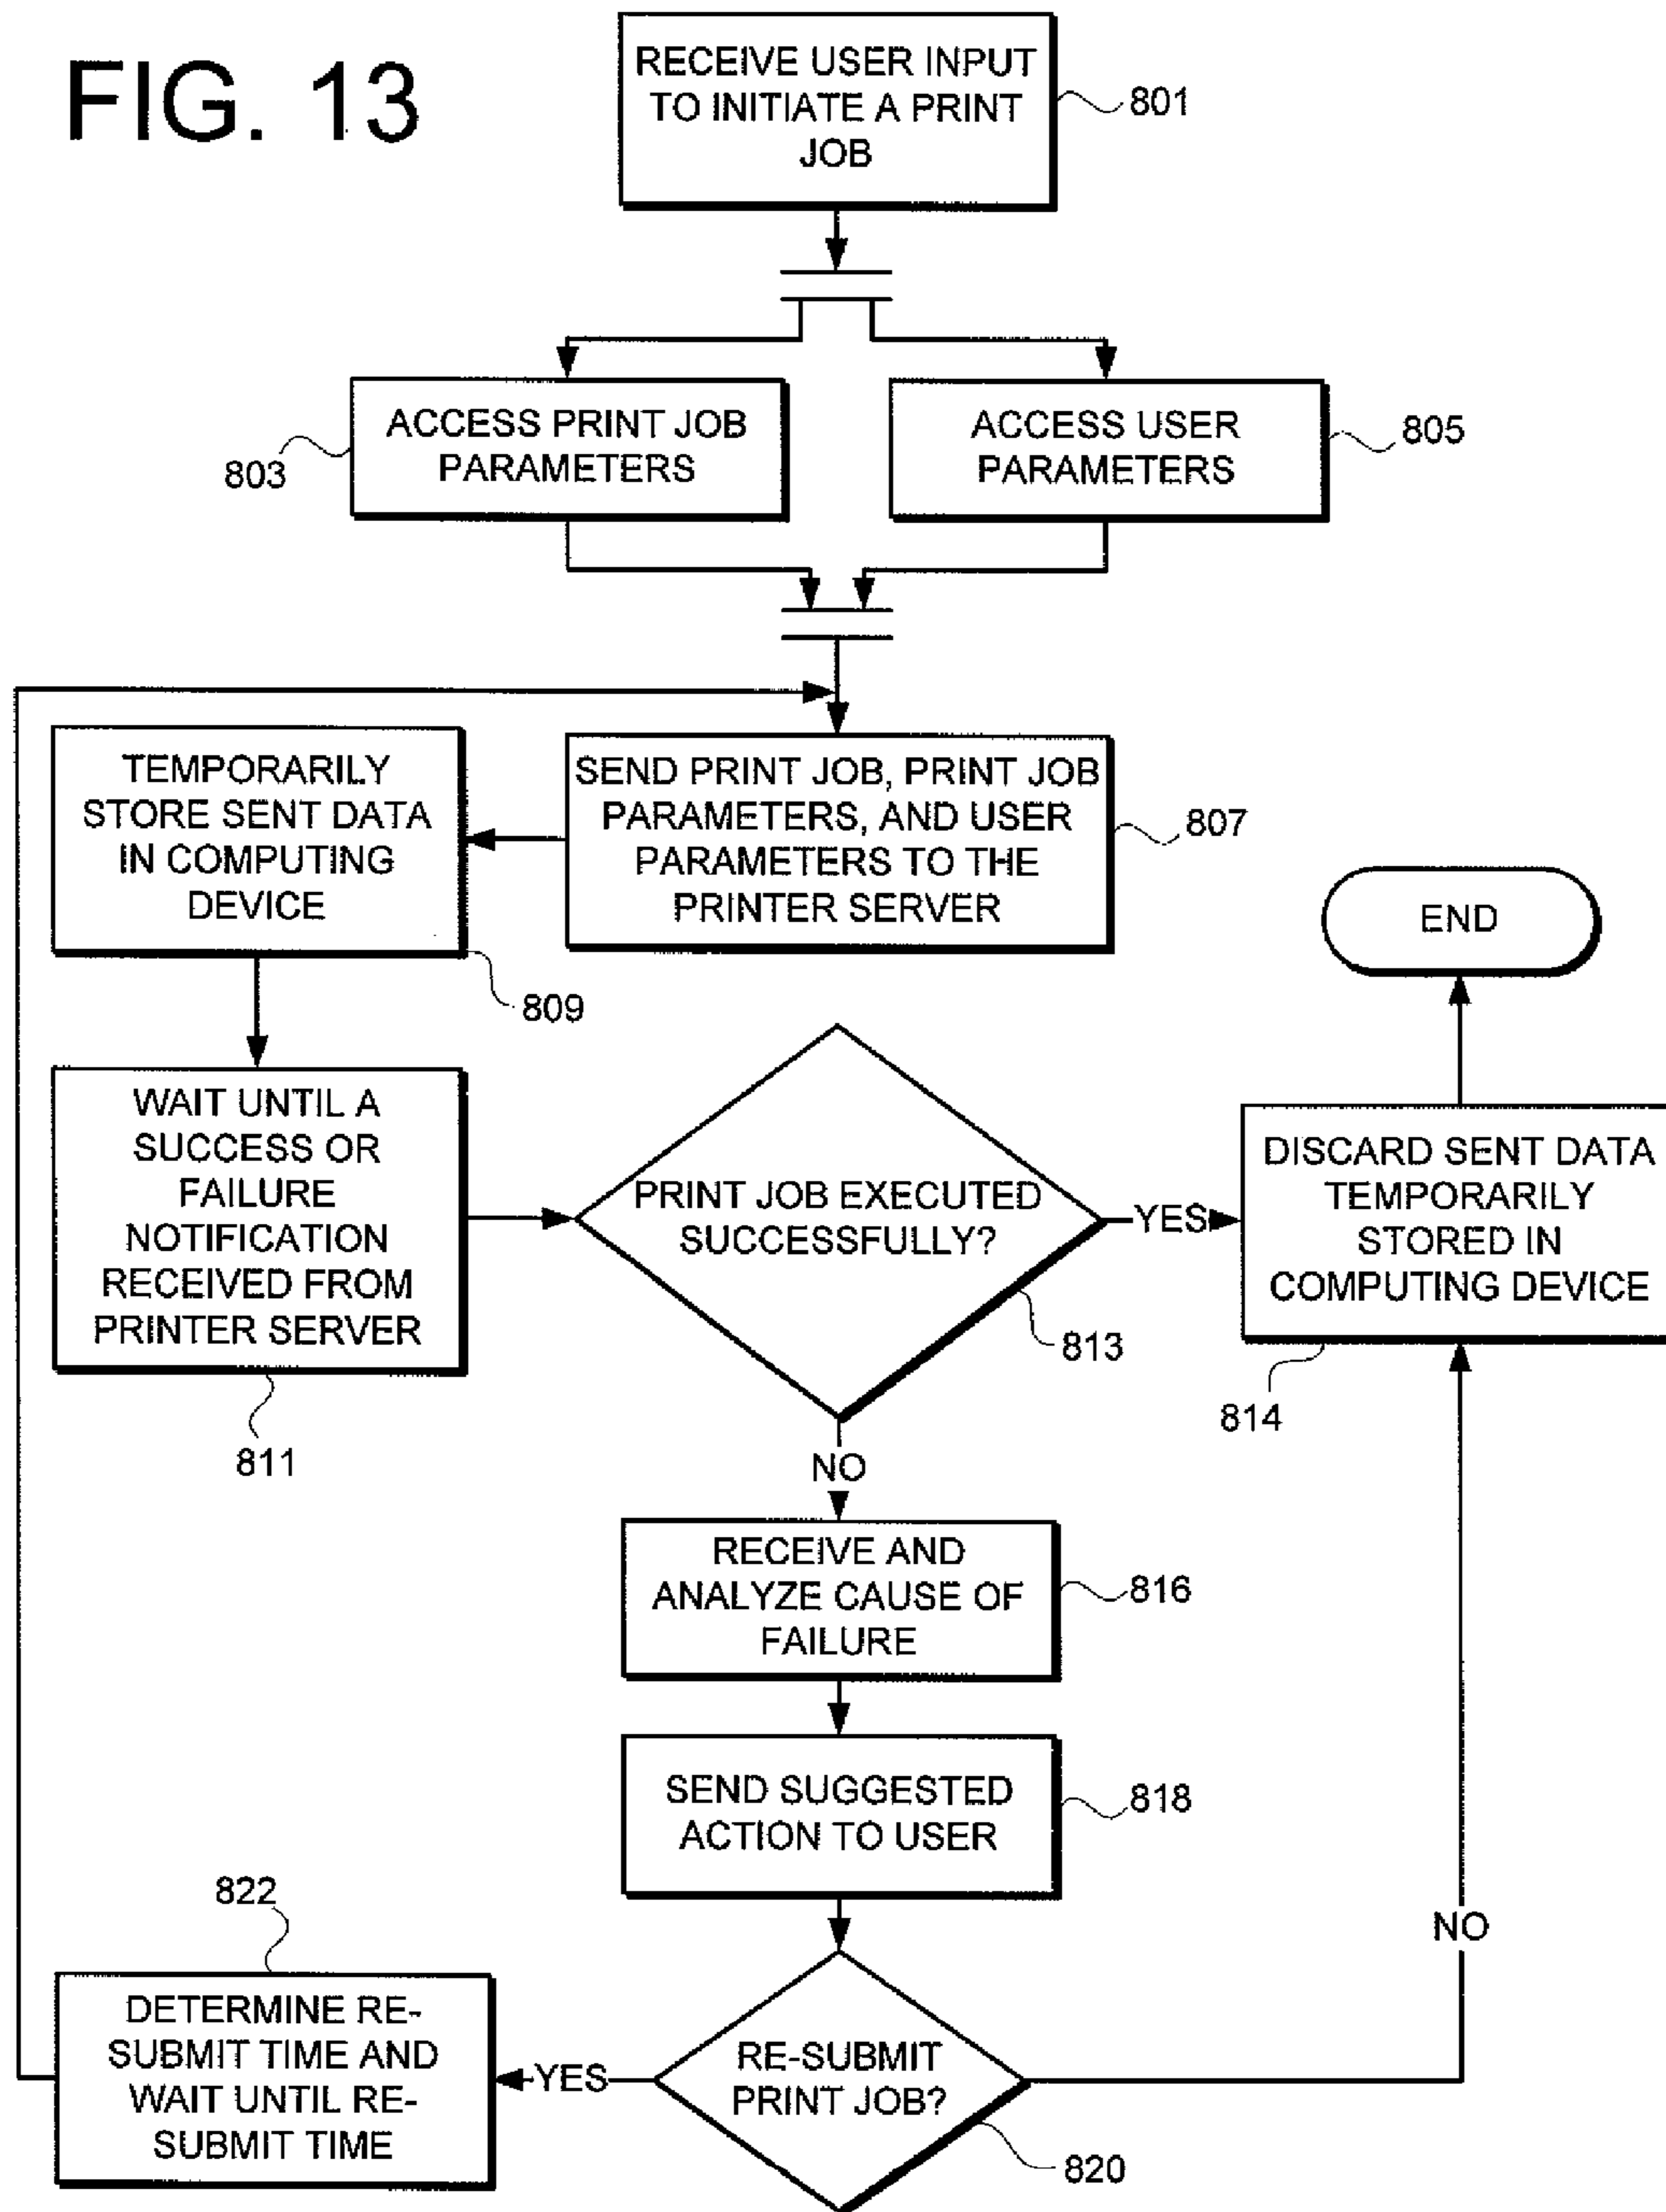 FIG. 13
RECEIVE USER INPUT
TO INITIATE A PRINT
JOB
801
ACCESS PRINT JOB
PARAMETERS
803
ACCESS USER
PARAMETERS
805
SEND PRINT JOB, PRINT JOB
PARAMETERS, AND USER
PARAMETERS TO THE
PRINTER SERVER
807
TEMPORARILY
STORE SENT DATA
IN COMPUTING
DEVICE
809
END
WAIT UNTIL A
SUCCESS OR
FAILURE
NOTIFICATION
RECEIVED FROM
PRINTER SERVER
811
PRINT JOB EXECUTED
SUCCESSFULLY?
813
YES
DISCARD SENT DATA
TEMPORARILY
STORED IN
COMPUTING DEVICE
814
NO
RECEIVE AND
ANALYZE CAUSE OF
FAILURE
816
SEND SUGGESTED
ACTION TO USER
818
822
DETERMINE RE-
SUBMIT TIME AND
WAIT UNTIL RE-
SUBMIT TIME
YES
RE-SUBMIT
PRINT JOB?
820
NO